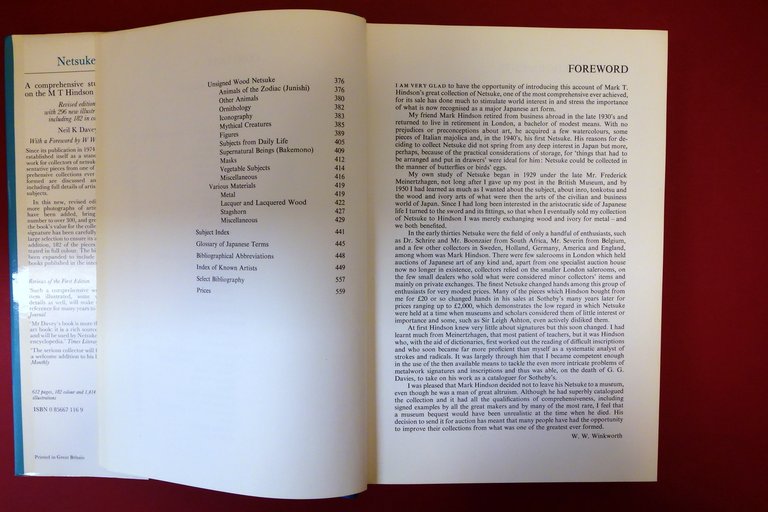 Netsuke
A comprehensive stu
on the M T Hindson
Revised edition
with 296 new illustr
including 182 in co
Neil K Davey
With a Foreword by W W
Since its publication in 1974
established itself as a stand
work for collectors of netsuke
sentative pieces from one of
prehensive collections ever
formed are discussed an
including full details of artist
subjects.
In this new, revised edi
more photographs of arti
have been added, bring
number to over 300, and gre
the book's value for the collect
signature has been carefully
large selection to ensure its a
addition, 182 of the pieces
trated in full colour. The bi
been expanded to include
books published in the inter
Reviews of the First Edition
'Such a comprehensive wo
item illustrated, some
details as well, will make
reference for many years to
Journal
'Mr Davey's book is more th
art book: it is a rich source
and will be used by Netsuk
encyclopedia.' Times Literar
'The serious collector will
a welcome addition to his l
Monthly
612 pages, 182 colour and 1,014
illustrations
ISBN 0 85667 116 9
Printed in Great Britain
Unsigned Wood Netsuke 376
Animals of the Zodiac (Junishi) 376
Other Animals 380
Ornithology 382
Iconography 383
Mythical Creatures 385
Figures 389
Subjects from Daily Life 405
Supernatural Beings (Bakemono) 409
Masks 412
Vegetable Subjects 414
Miscellaneous 416
Various Materials 419
Metal 419
Lacquer and Lacquered Wood 422
Stagshorn 427
Miscellaneous 429
Subject Index 441
Glossary of Japanese Terms 445
Bibliographical Abbreviations 448
Index of Known Artists 449
Select Bibliography 557
Prices 559
FOREWORD
I AM VERY GLAD to have the opportunity of introducing this account of Mark T.
Hindson's great collection of Netsuke, one of the most comprehensive ever achieved,
for its sale has done much to stimulate world interest in and stress the importance
of what is now recognised as a major Japanese art form.
My friend Mark Hindson retired from business abroad in the late 1930's and
returned to live in retirement in London, a bachelor of modest means. With no
prejudices or preconceptions about art, he acquired a few watercolours, some
pieces of Italian majolica and, in the 1940's, his first Netsuke. His reasons for de-
ciding to collect Netsuke did not spring from any deep interest in Japan but more,
perhaps, because of the practical considerations of storage, for 'things that had to
be arranged and put in drawers' were ideal for him: Netsuke could be collected in
the manner of butterflies or birds' eggs.
My own study of Netsuke began in 1929 under the late Mr. Frederick
Meinertzhagen, not long after I gave up my post in the British Museum, and by
1950 I had learned as much as I wanted about the subject, about inro, tonkotsu and
the wood and ivory arts of what were then the arts of the civilian and business
world of Japan. Since I had long been interested in the aristocratic side of Japanese
life I turned to the sword and its fittings, so that when I eventually sold my collection
of Netsuke to Hindson I was merely exchanging wood and ivory for metal – and
we both benefited.
In the early thirties Netsuke were the field of only a handful of enthusiasts, such
as Dr. Schrire and Mr. Boonzaier from South Africa, Mr. Severin from Belgium,
and a few other collectors in Sweden, Holland, Germany, America and England,
among whom was Mark Hindson. There were few salerooms in London which held
auctions of Japanese art of any kind and, apart from one specialist auction house
now no longer in existence, collectors relied on the smaller London salerooms, on
the few small dealers who sold what were considered minor collectors' items and
mainly on private exchanges. The finest Netsuke changed hands among this group of
enthusiasts for very modest prices. Many of the pieces which Hindson bought from
me for £20 or so changed hands in his sales at Sotheby's many years later for
prices ranging up to £2,000, which demonstrates the low regard in which Netsuke
were held at a time when museums and scholars considered them of little interest or
importance and some, such as Sir Leigh Ashton, even actively disliked them.
At first Hindson knew very little about signatures but this soon changed. I had
learnt much from Meinertzhagen, that most patient of teachers, but it was Hindson
who, with the aid of dictionaries, first worked out the reading of difficult inscriptions
and who soon became far more proficient than myself as a systematic analyst of
strokes and radicals. It was largely through him that I became competent enough
in the use of the then available means to tackle the even more intricate problems of
metalwork signatures and inscriptions and thus was able, on the death of G. G.
Davies, to take on his work as a cataloguer for Sotheby's.
I was pleased that Mark Hindson decided not to leave his Netsuke to a museum,
even though he was a man of great altruism. Although he had superbly catalogued
the collection and it had all the qualifications of comprehensiveness, including
signed examples by all the great makers and by many of the most rare, I feel that
a museum bequest would have been unrealistic at the time when he died. His
decision to send it for auction has meant that many people have had the opportunity
to improve their collections from what was one of the greatest ever formed.
W. W. Winkworth